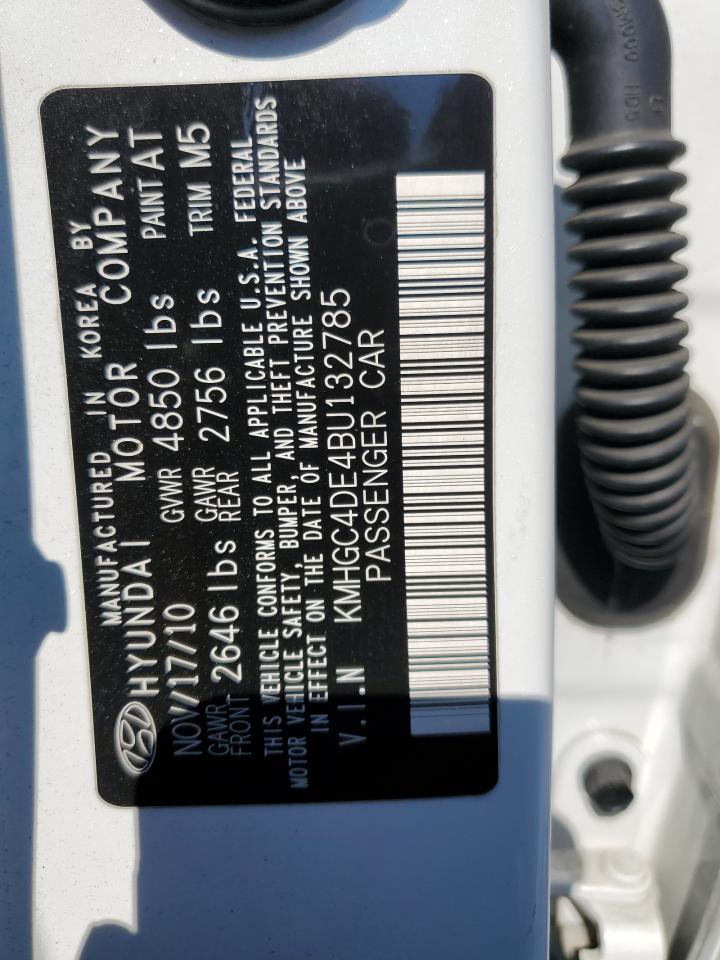 MANUFACTURED IN KOREA BY
HYUNDAI MOTOR COMPANY
NOV/17/10 GVWR 4850 lbs PAINT AT
GAWR FRONT 2646 lbs GAWR REAR 2756 lbs TRIM M5
THIS VEHICLE CONFORMS TO ALL APPLICABLE U.S.A. FEDERAL
MOTOR VEHICLE SAFETY, BUMPER, AND THEFT PREVENTION STANDARDS
IN EFFECT ON THE DATE OF MANUFACTURE SHOWN ABOVE
V.I.N KMHGC4DE4BU132785
PASSENGER CAR